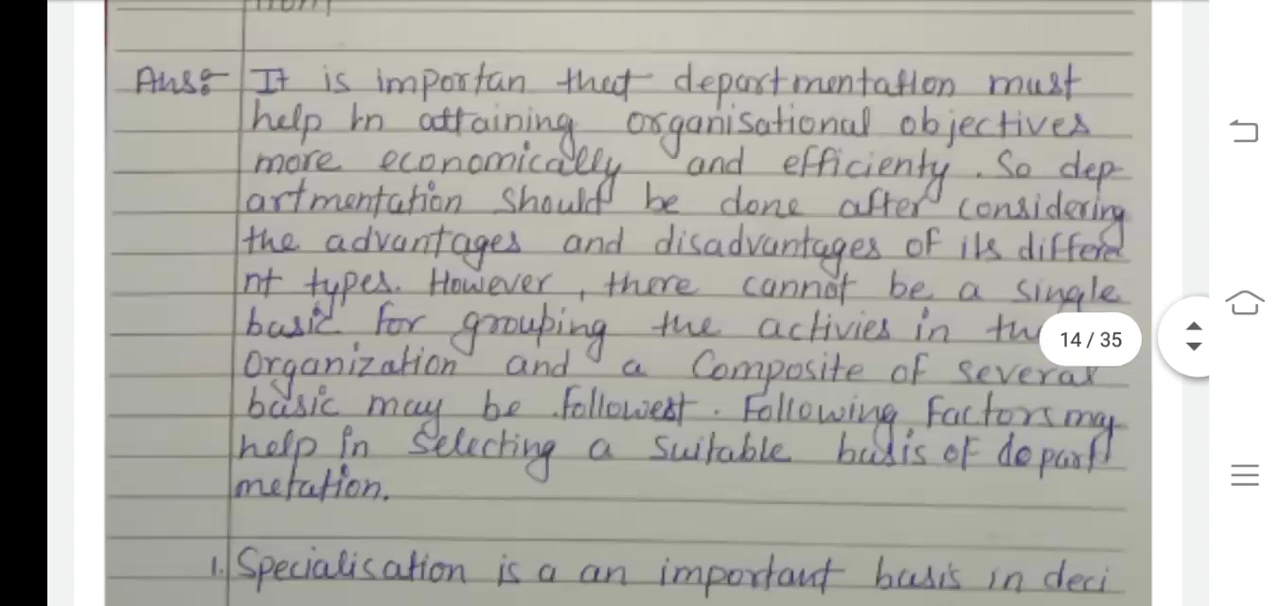 Ans:- It is importan that departmentation must
help in attaining organisational objectives
more economically and efficienty. So dep
artmentation should be done after considering
the advantages and disadvantages of its differe
nt types. However, there cannot be a single
basic for grouping the activies in
14 / 35
Organization and a Composite of several
basic may be followest. Following factors may
help in selecting a suitable basis of depart
metation.
1. Specialisation is a an important basis in deci